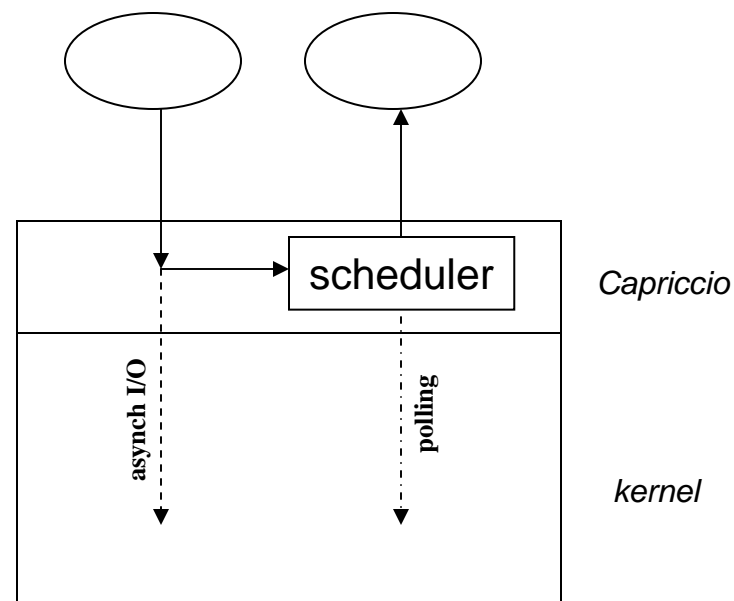 scheduler
Capriccio
asynch I/O
polling
kernel